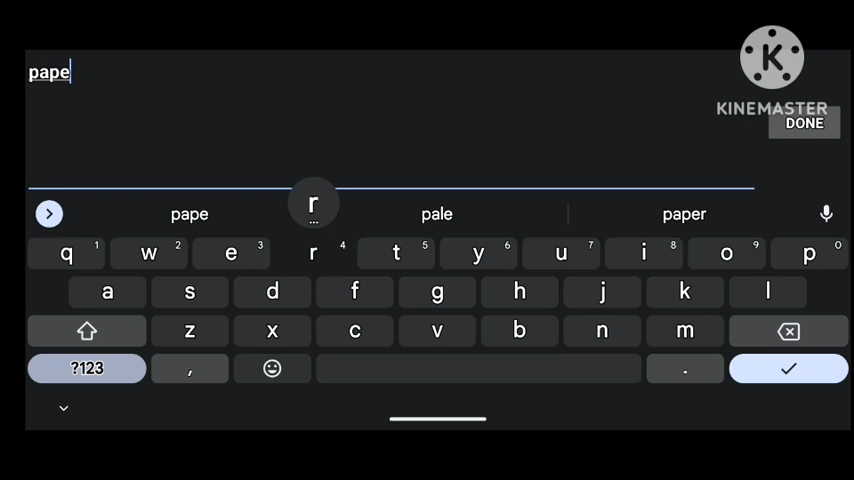 pape
K
KINEMASTER
DONE
r
...
pape pale paper
q 1 w 2 e 3 r 4 t 5 y 6 u 7 i 8 o 9 p 0
a s d f g h j k l
z x c v b n m
?123 , .